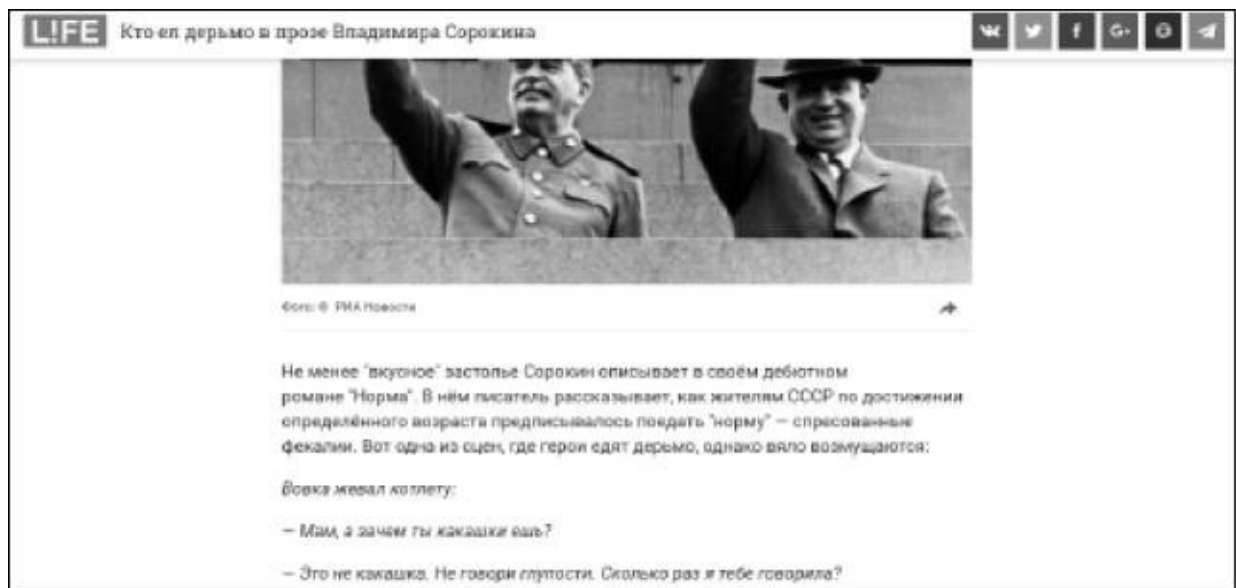 L!FE Кто ел дерьмо в прозе Владимира Сорокина
Фото: © РИА Новости
Не менее "вкусное" застолье Сорокин описывает в своём дебютном
романе "Норма". В нём писатель рассказывает, как жителям СССР по достижении
определённого возраста предписывалось поедать "норму" — спресованные
фекалии. Вот одна из сцен, где герои едят дерьмо, однако вяло возмущаются:
Вовка жевал котлету:
— Мам, а зачем ты какашки ешь?
— Это не какашка. Не говори глупости. Сколько раз я тебе говорила?